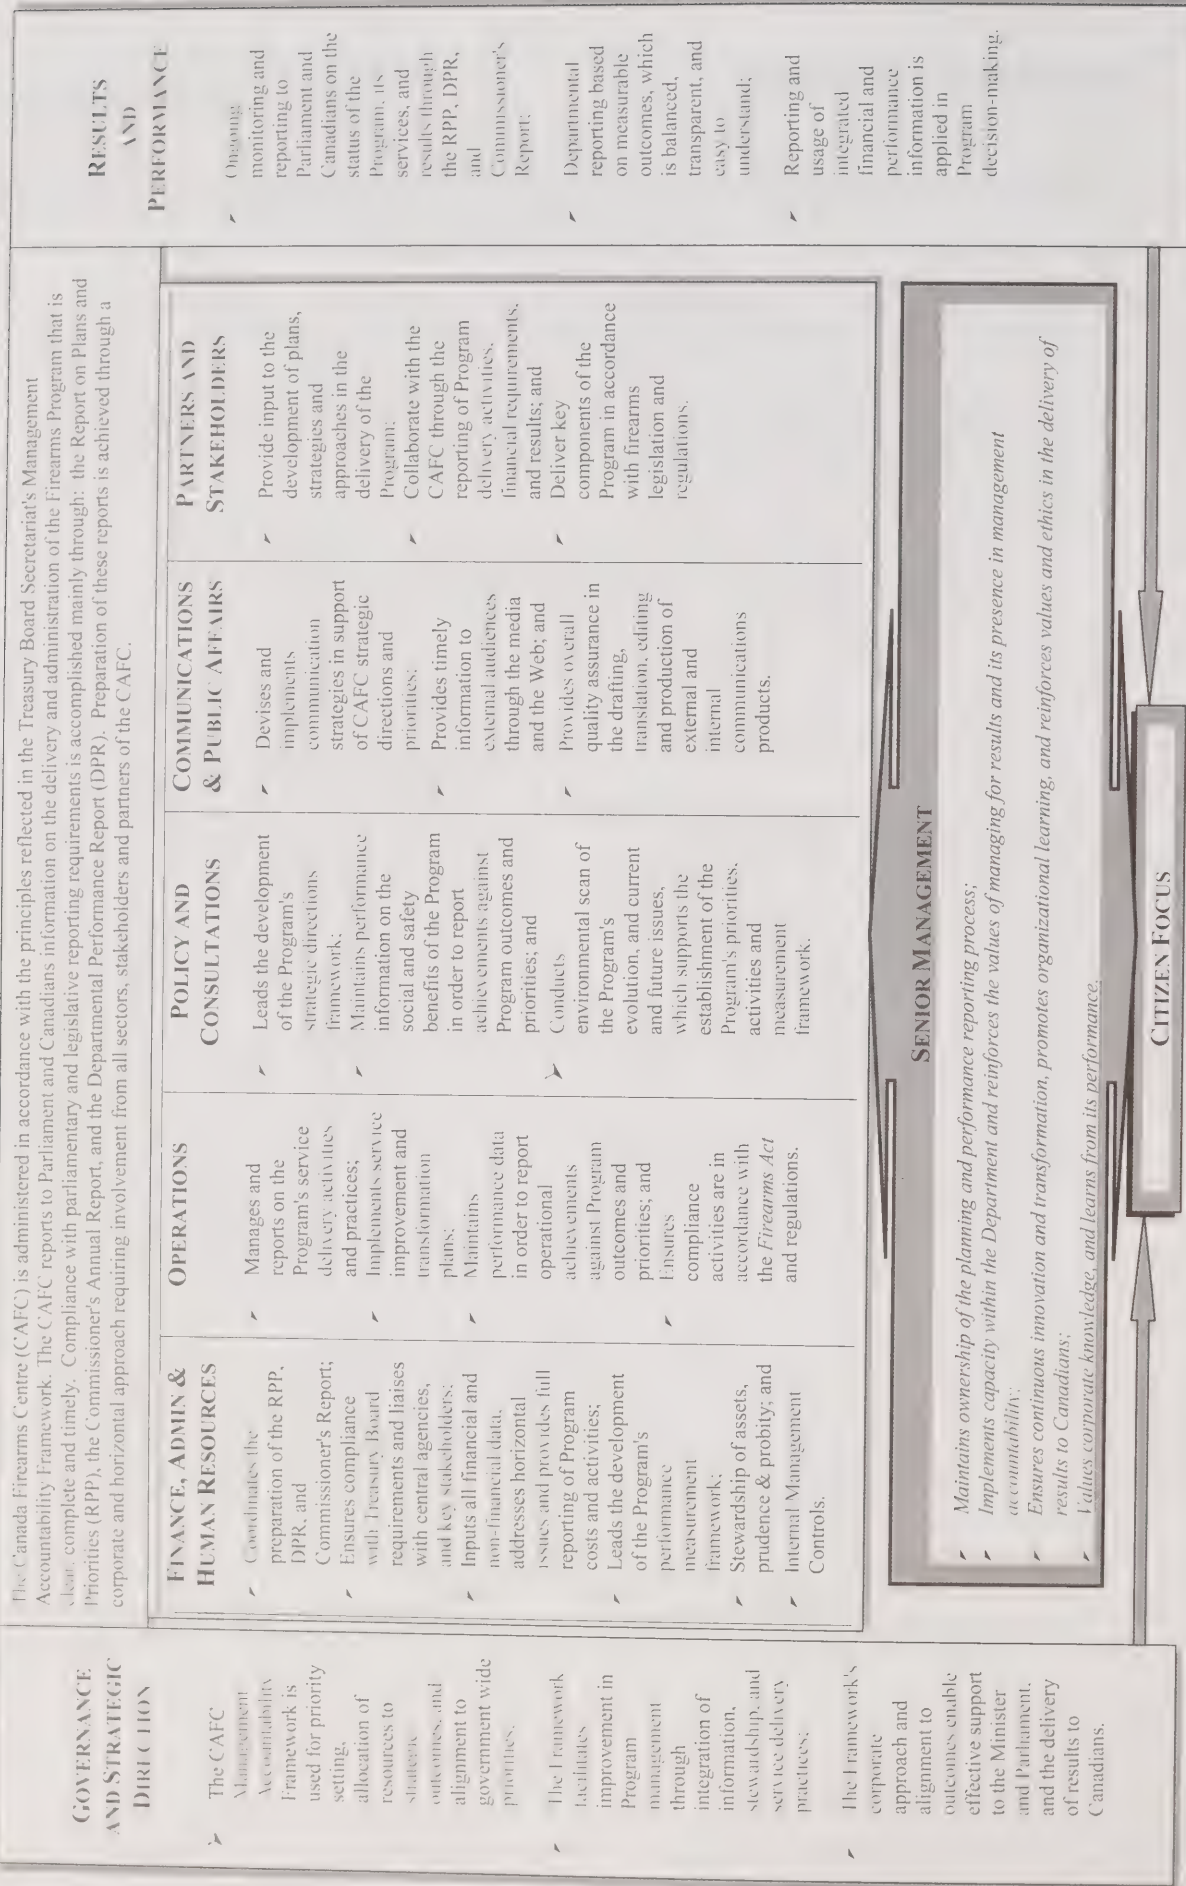 GOVERNANCE
AND STRATEGIC
DIRECTION
The CAFC
Management
Accountability
Framework is
used for priority
setting,
allocation of
resources to
strategic
outcomes, and
alignment to
government wide
priorities.
The Framework
facilitates
improvement in
Program
management
through
integration of
information,
stewardship, and
service delivery
practices;
The Framework's
corporate
approach and
alignment to
outcomes enable
effective support
to the Minister
and Parliament,
and the delivery
of results to
Canadians.
The Canada Firearms Centre (CAFC) is administered in accordance with the principles reflected in the Treasury Board Secretariat's Management
Accountability Framework. The CAFC reports to Parliament and Canadians information on the delivery and administration of the Firearms Program that is
clear, complete and timely. Compliance with parliamentary and legislative reporting requirements is accomplished mainly through: the Report on Plans and
Priorities (RPP), the Commissioner's Annual Report, and the Departmental Performance Report (DPR). Preparation of these reports is achieved through a
corporate and horizontal approach requiring involvement from all sectors, stakeholders and partners of the CAFC.
FINANCE, ADMIN &
HUMAN RESOURCES
Coordinates the
preparation of the RPP,
DPR, and
Commissioner's Report;
Ensures compliance
with Treasury Board
requirements and liaises
with central agencies,
and key stakeholders;
Inputs all financial and
non-financial data,
addresses horizontal
issues and provides full
reporting of Program
costs and activities;
Leads the development
of the Program's
performance
measurement
framework;
Stewardship of assets,
prudence & probity; and
Internal Management
Controls.
OPERATIONS
Manages and
reports on the
Program's service
delivery activities
and practices;
Implements service
improvement and
transformation
plans;
Maintains
performance data
in order to report
operational
achievement
against Program
outcomes and
priorities; and
Ensures
compliance
activities are in
accordance with
the Firearms Act
and regulations.
POLICY AND
CONSULTATIONS
Leads the development
of the Program's
strategic directions
framework;
Maintains performance
information on the
social and safety
benefits of the Program
in order to report
achievements against
Program outcomes and
priorities; and
Conducts
environmental scan of
the Program's
evolution, and current
and future issues,
which supports the
establishment of the
Program's priorities,
activities and
measurement
framework.
COMMUNICATIONS
& PUBLIC AFFAIRS
Devises and
implements
communication
strategies in support
of CAFC strategic
directions and
priorities;
Provides timely
information to
external audiences
through the media
and the Web; and
Provides overall
quality assurance in
the drafting,
translation, editing
and production of
external and
internal
communications
products.
PARTNERS AND
STAKEHOLDERS
Provide input to the
development of plans,
strategies and
approaches in the
delivery of the
Program;
Collaborate with the
CAFC through the
reporting of Program
delivery activities,
financial requirements,
and results; and
Deliver key
components of the
Program in accordance
with firearms
legislation and
regulations.
SENIOR MANAGEMENT
Maintains ownership of the planning and performance reporting process;
Implements capacity within the Department and reinforces the values of managing for results and its presence in management
accountability;
Ensures continuous innovation and transformation, promotes organizational learning, and reinforces values and ethics in the delivery of
results to Canadians;
Values corporate knowledge, and learns from its performance.
CITIZEN FOCUS
RESULTS
AND
PERFORMANCE
Ongoing
monitoring and
reporting to
Parliament and
Canadians on the
status of the
Program, its
services, and
results through
the RPP, DPR,
and
Commissioner's
Report;
Departmental
reporting based
on measurable
outcomes, which
is balanced,
transparent, and
easy to
understand;
Reporting and
usage of
integrated
financial and
performance
information is
applied in
Program
decision-making.